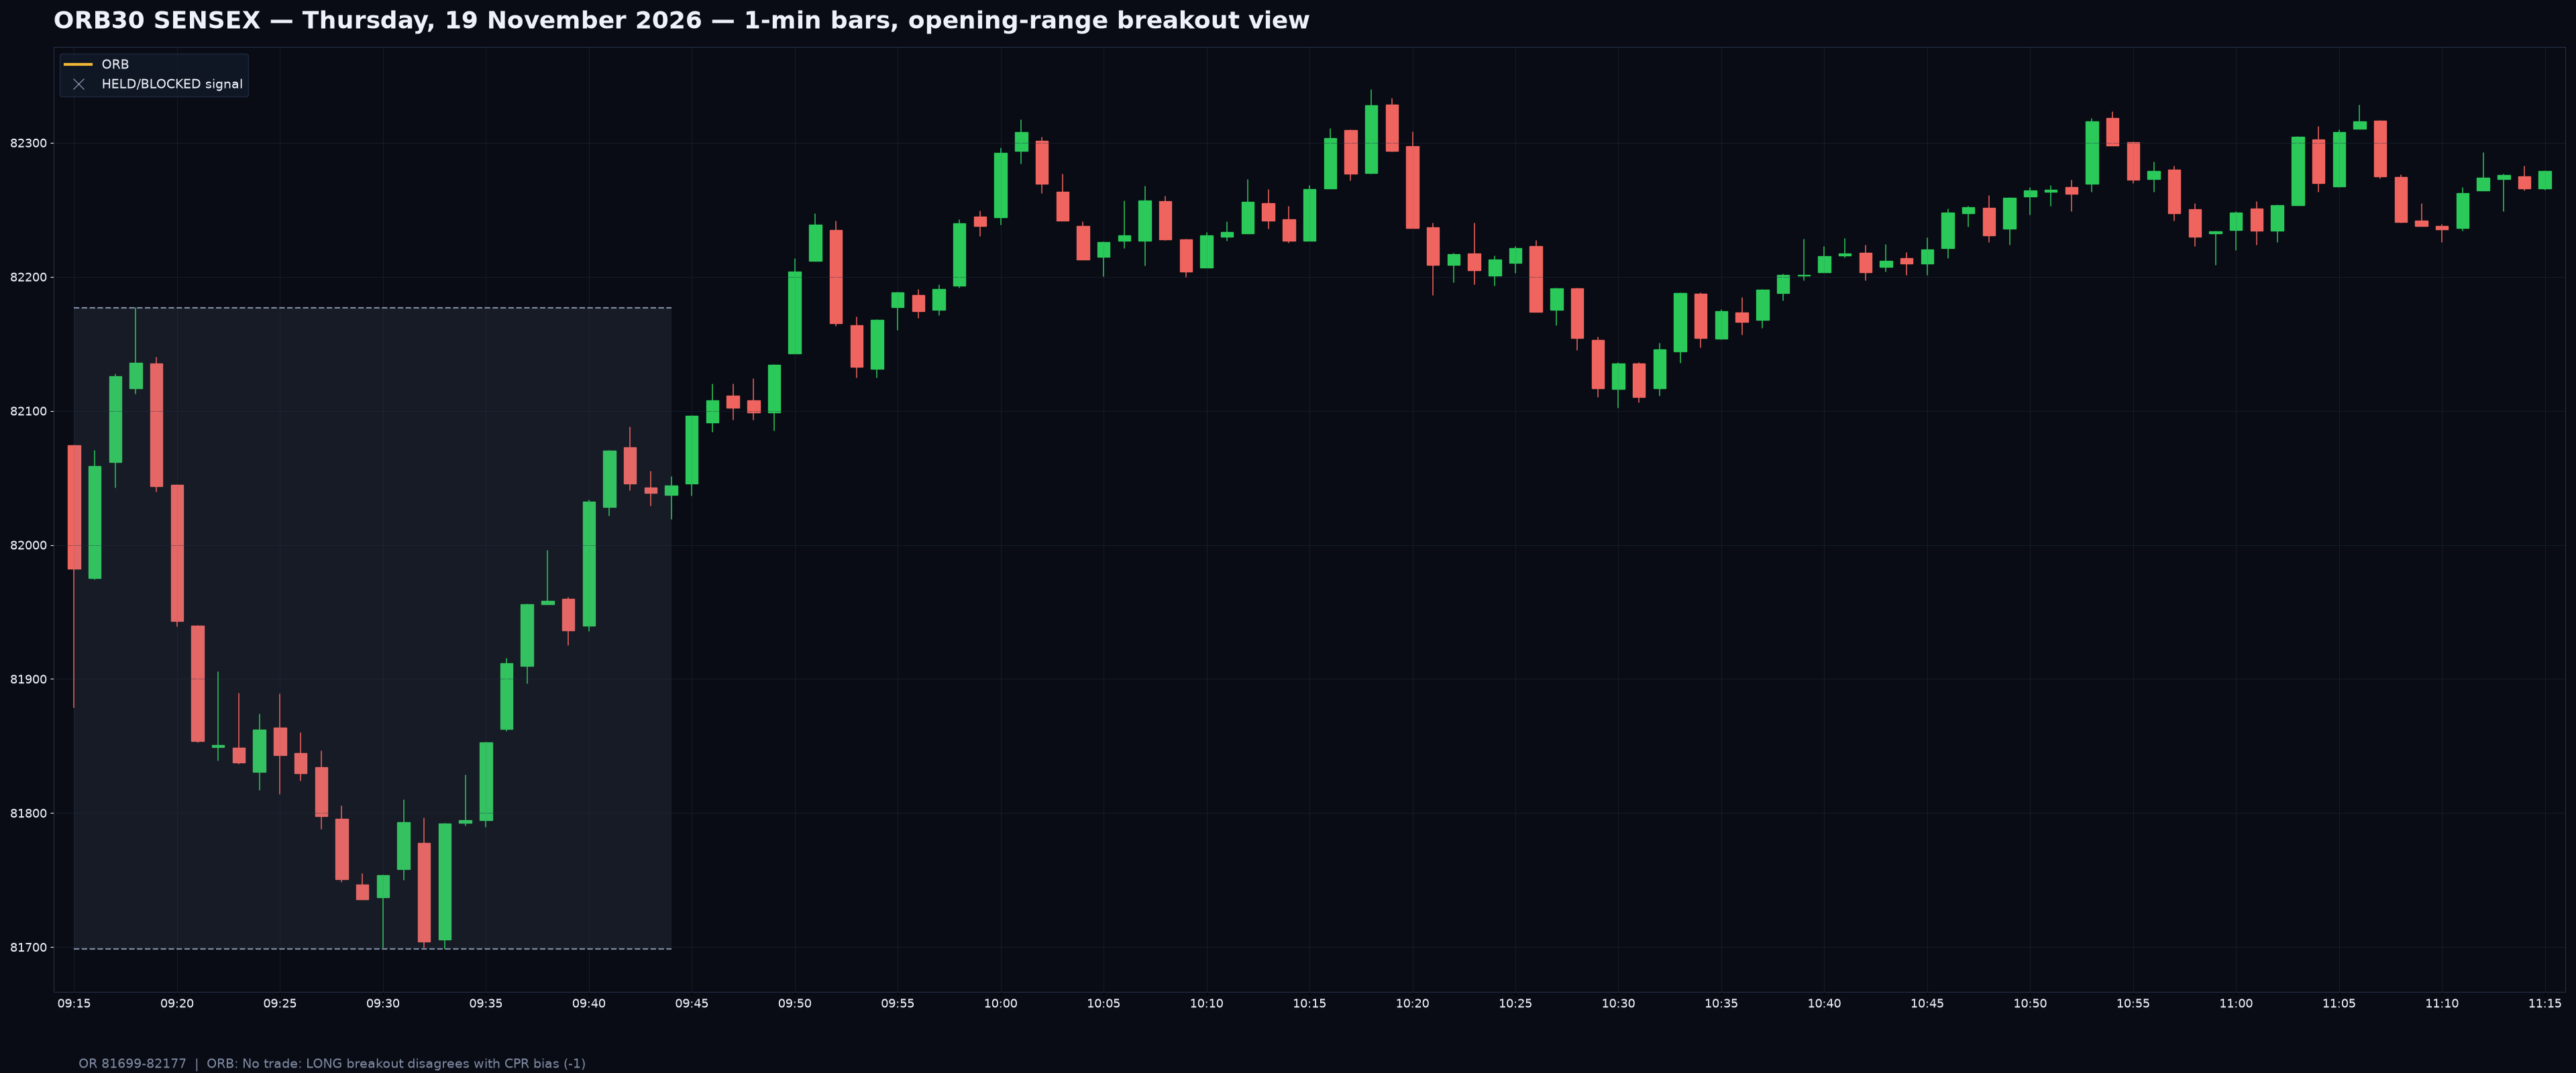 ORB30 SENSEX — Thursday, 19 November 2026 — 1-min bars, opening-range breakout view
ORB
HELD/BLOCKED signal
82300
82200
82100
82000
81900
81800
81700
09:15 09:20 09:25 09:30 09:35 09:40 09:45 09:50 09:55 10:00 10:05 10:10 10:15 10:20 10:25 10:30 10:35 10:40 10:45 10:50 10:55 11:00 11:05 11:10 11:15
OR 81699-82177 | ORB: No trade: LONG breakout disagrees with CPR bias (-1)